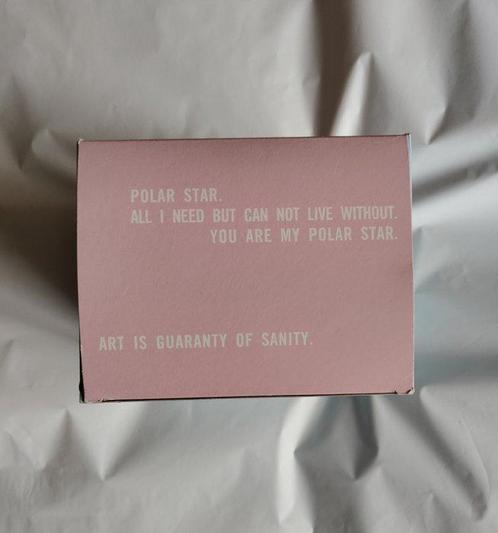 POLAR STAR.
ALL I NEED BUT CAN NOT LIVE WITHOUT.
YOU ARE MY POLAR STAR.
ART IS GUARANTY OF SANITY.